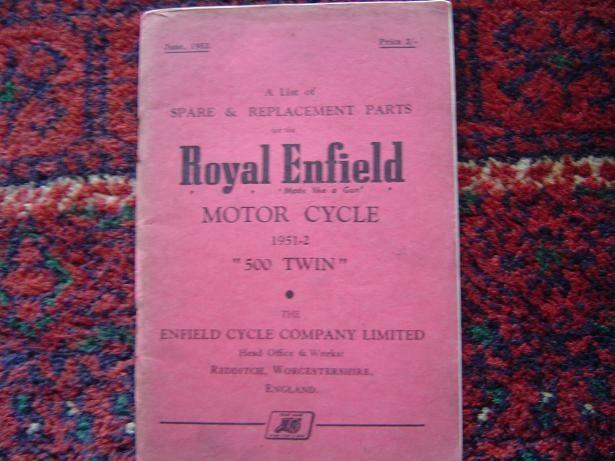 June, 1952
Price 2/-
A List of
SPARE & REPLACEMENT PARTS
for the
Royal Enfield
"Made like a Gun"
MOTOR CYCLE
1951-2
"500 TWIN"
THE
ENFIELD CYCLE COMPANY LIMITED
Head Office & Works:
REDDITCH, WORCESTERSHIRE,
ENGLAND.